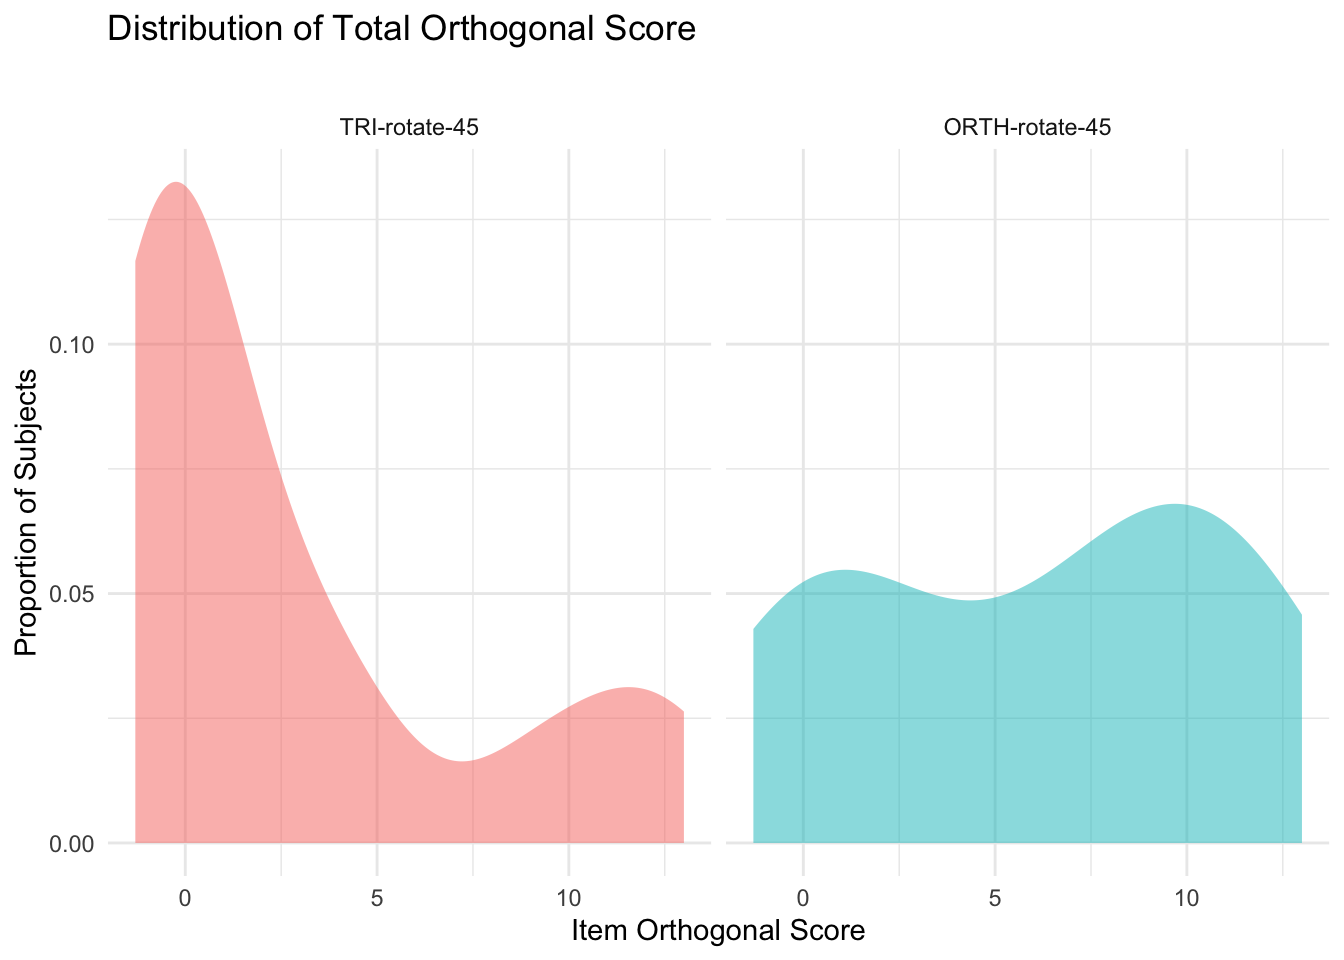 Distribution of Total Orthogonal Score
TRI-rotate-45
ORTH-rotate-45
Proportion of Subjects
0.10
0.05
0.00
0 5 10
0 5 10
Item Orthogonal Score